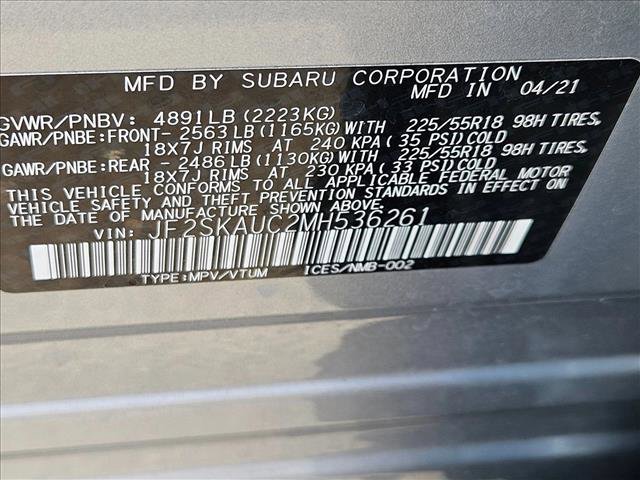 MFD BY SUBARU CORPORATION
MFD IN 04/21
GVWR/PNBV: 4891LB (2223KG)
GAWR/PNBE:FRONT- 2563LB(1165KG)WITH 225/55R18 98H TIRES,
18X7J RIMS AT 240 KPA( 35 PSI)COLD
GAWR/PNBE:REAR - 2486LB(1130KG)WITH 225/55R18 98H TIRES,
18X7J RIMS AT 230 KPA( 33 PSI)COLD
THIS VEHICLE CONFORMS TO ALL APPLICABLE FEDERAL MOTOR
VEHICLE SAFETY AND THEFT PREVENTION STANDARDS IN EFFECT ON
THE DATE OF MANUFACTURE SHOWN ABOVE.
VIN: JF2SKAUC2MH536261
TYPE:MPV/VTUM ICES/NMB-002